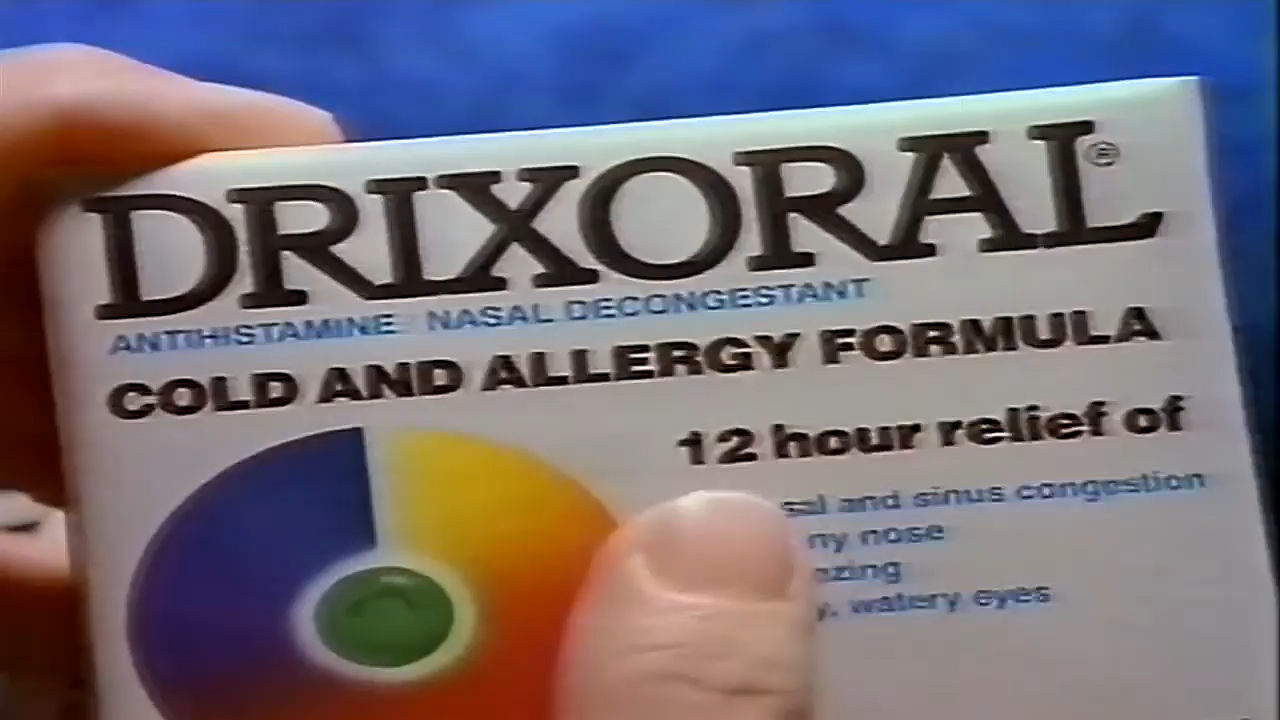 DRIXORAL®
ANTIHISTAMINE / NASAL DECONGESTANT
COLD AND ALLERGY FORMULA
12 hour relief of
sal and sinus congestion
ny nose
ezing
y, watery eyes